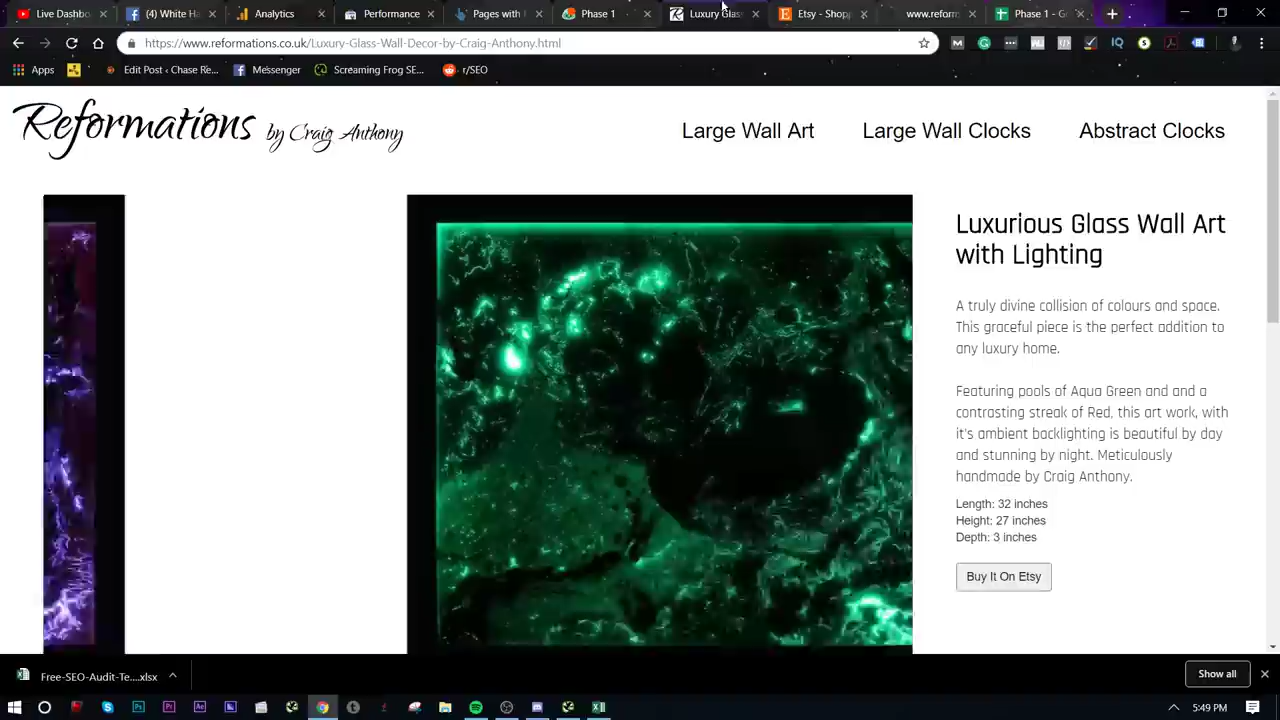 Live Dashb
(4) White Ha
Analytics
Performance
Pages with
Phase 1
Luxury Glass
Etsy - Shopp
www.reform
Phase 1 - G
https://www.reformations.co.uk/Luxury-Glass-Wall-Decor-by-Craig-Anthony.html
Apps
Edit Post ‹ Chase Re...
Messenger
Screaming Frog SE...
r/SEO
Reformations by Craig Anthony
Large Wall Art
Large Wall Clocks
Abstract Clocks
Luxurious Glass Wall Art
with Lighting
A truly divine collision of colours and space.
This graceful piece is the perfect addition to
any luxury home.
Featuring pools of Aqua Green and and a
contrasting streak of Red, this art work, with
it's ambient backlighting is beautiful by day
and stunning by night. Meticulously
handmade by Craig Anthony.
Length: 32 inches
Height: 27 inches
Depth: 3 inches
Buy It On Etsy
Free-SEO-Audit-Te....xlsx
Show all
5:49 PM